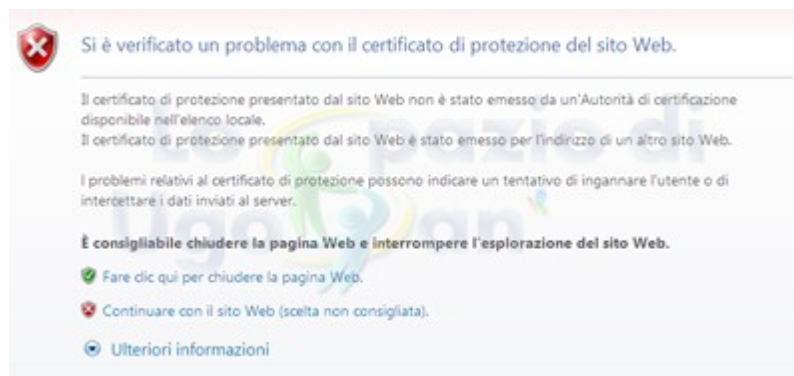 Si è verificato un problema con il certificato di protezione del sito Web.
Il certificato di protezione presentato dal sito Web non è stato emesso da un'Autorità di certificazione
disponibile nell'elenco locale.
Il certificato di protezione presentato dal sito Web è stato emesso per l'indirizzo di un altro sito Web.
I problemi relativi al certificato di protezione possono indicare un tentativo di ingannare l'utente o di
intercettare i dati inviati al server.
È consigliabile chiudere la pagina Web e interrompere l'esplorazione del sito Web.
Fare clic qui per chiudere la pagina Web.
Continuare con il sito Web (scelta non consigliata).
Ulteriori informazioni